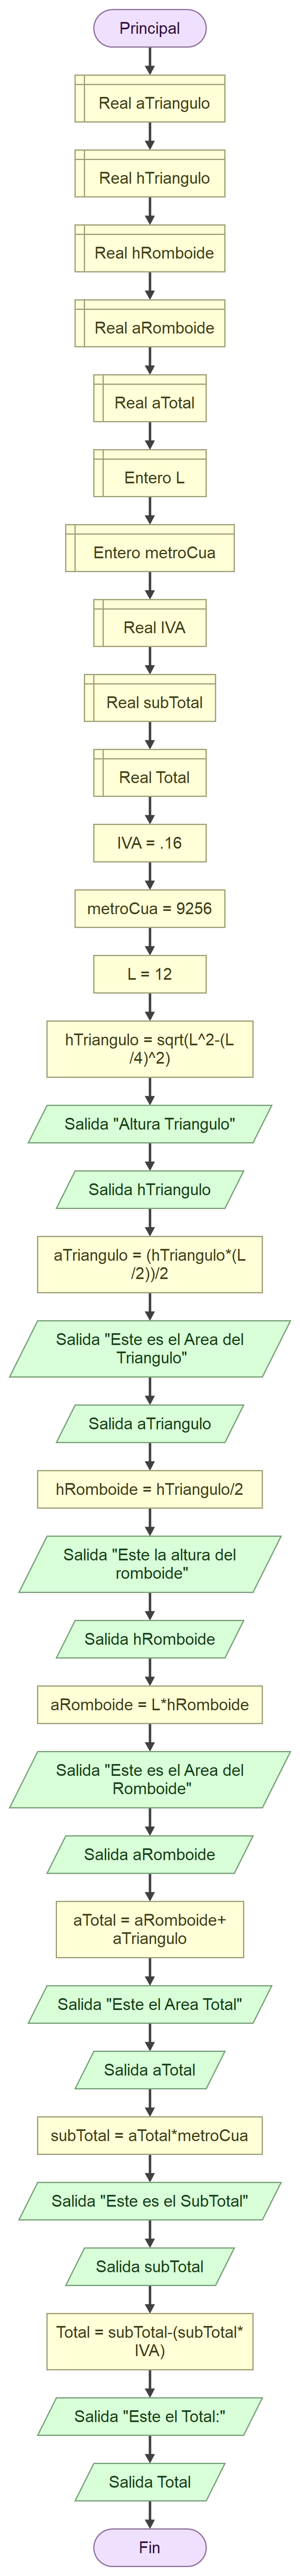 Principal
Real aTriangulo
Real hTriangulo
Real hRomboide
Real aRomboide
Real aTotal
Entero L
Entero metroCua
Real IVA
Real subTotal
Real Total
IVA = .16
metroCua = 9256
L = 12
hTriangulo = sqrt(L^2-(L
/4)^2)
Salida "Altura Triangulo"
Salida hTriangulo
aTriangulo = (hTriangulo*(L
/2))/2
Salida "Este es el Area del
Triangulo"
Salida aTriangulo
hRomboide = hTriangulo/2
Salida "Este la altura del
romboide"
Salida hRomboide
aRomboide = L*hRomboide
Salida "Este es el Area del
Romboide"
Salida aRomboide
aTotal = aRomboide+
aTriangulo
Salida "Este el Area Total"
Salida aTotal
subTotal = aTotal*metroCua
Salida "Este es el SubTotal"
Salida subTotal
Total = subTotal-(subTotal*
IVA)
Salida "Este el Total:"
Salida Total
Fin